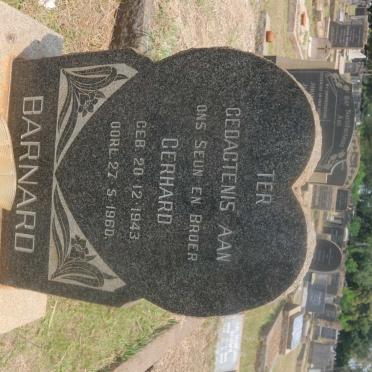 TER
GEDAGTENIS AAN
ONS SEUN EN BROER
GERHARD
GEB. 20·12·1943
OORL. 27·5·1960.
BARNARD